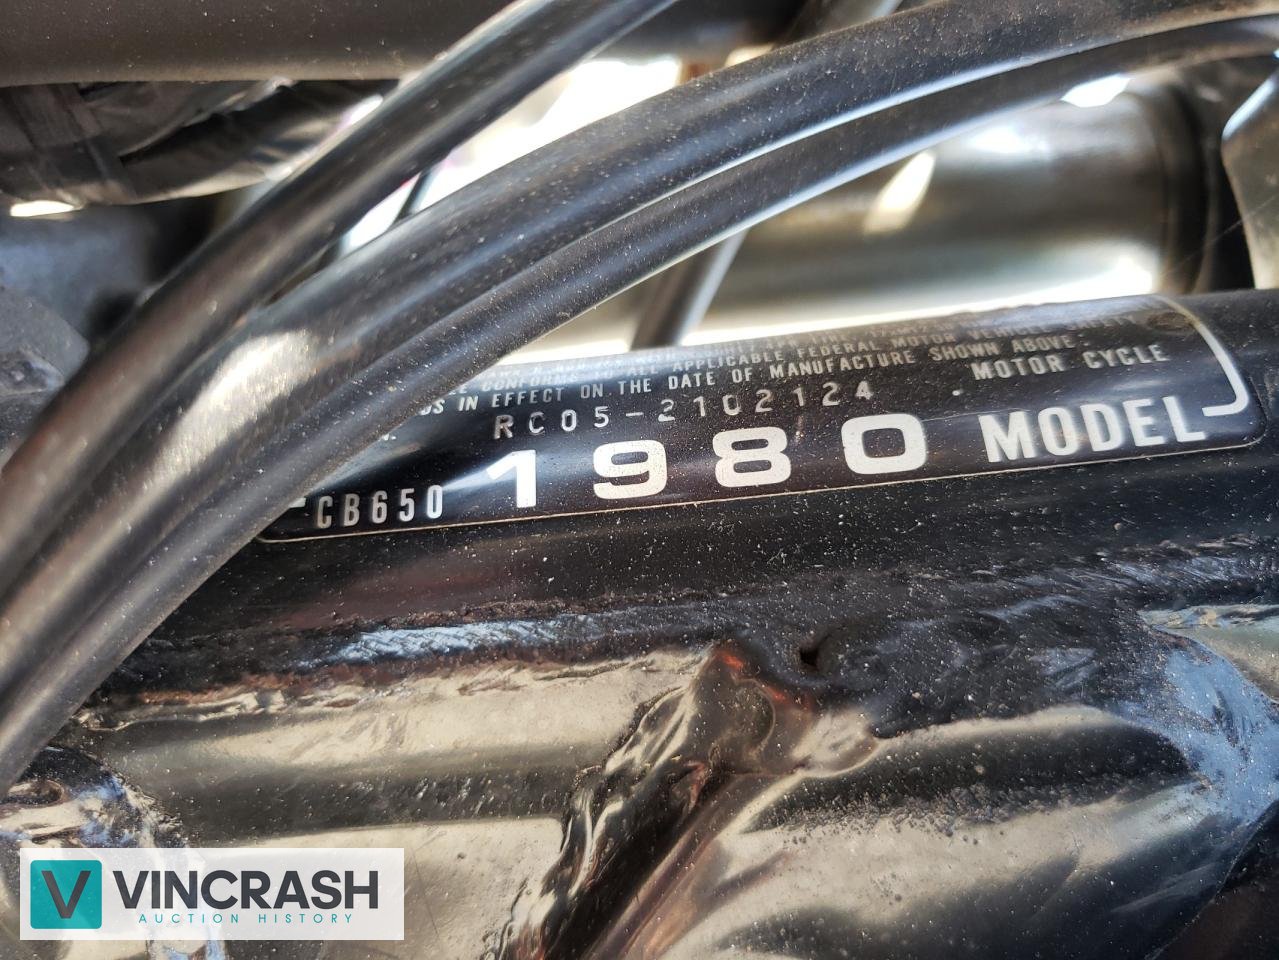 ALL APPLICABLE FEDERAL MOTOR VEHICLE SAFETY
IN EFFECT ON THE DATE OF MANUFACTURE SHOWN ABOVE.
RC05-2102124 MOTOR CYCLE
CB650 1980 MODEL
V VINCRASH
AUCTION HISTORY